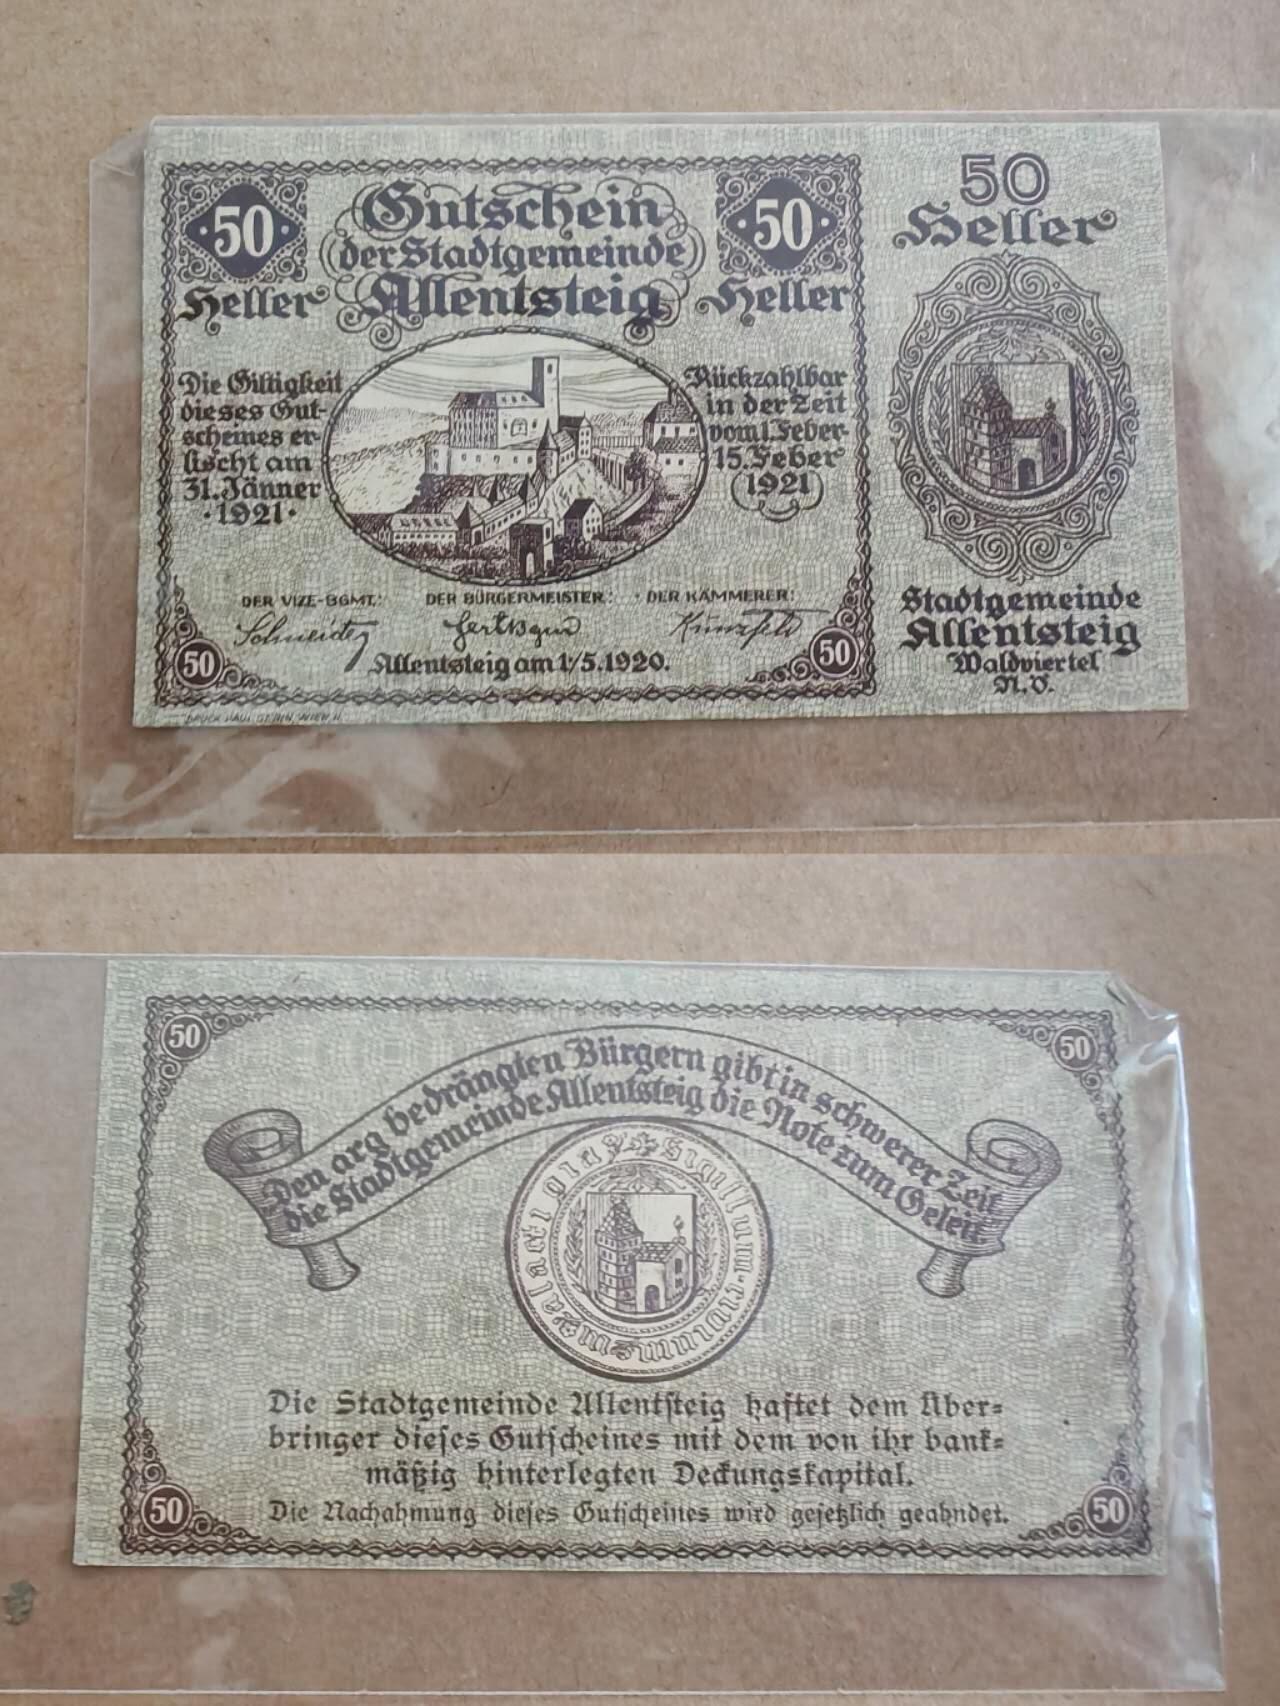 50
Heller
Gutschein
der Stadtgemeinde
Allentsteig
50
Heller
Die Giltigkeit
dieses Gut-
scheines er-
lischt am
31. Jänner
·1921·
Rückzahlbar
in der Zeit
vom 1. Feber-
15. Feber
1921
DER VIZE-BGMT.:
DER BÜRGERMEISTER:
DER KÄMMERER:
Schneider
Kunzfeld
Allentsteig am 1/5.1920.
50
50
50
Heller
Stadtgemeinde
Allentsteig
Waldviertel
N.Ö.
50
50
Den arg bedrängten Bürgern gibt in schwerer Zeit
die Stadtgemeinde Allentsteig die Note zum Geleit
Sigillum
Die Stadtgemeinde Allentsteig haftet dem Über-
bringer dieses Gutscheines mit dem von ihr bank-
mäßig hinterlegten Deckungskapital.
Die Nachahmung dieses Gutscheines wird gesetzlich geahndet.
50
50